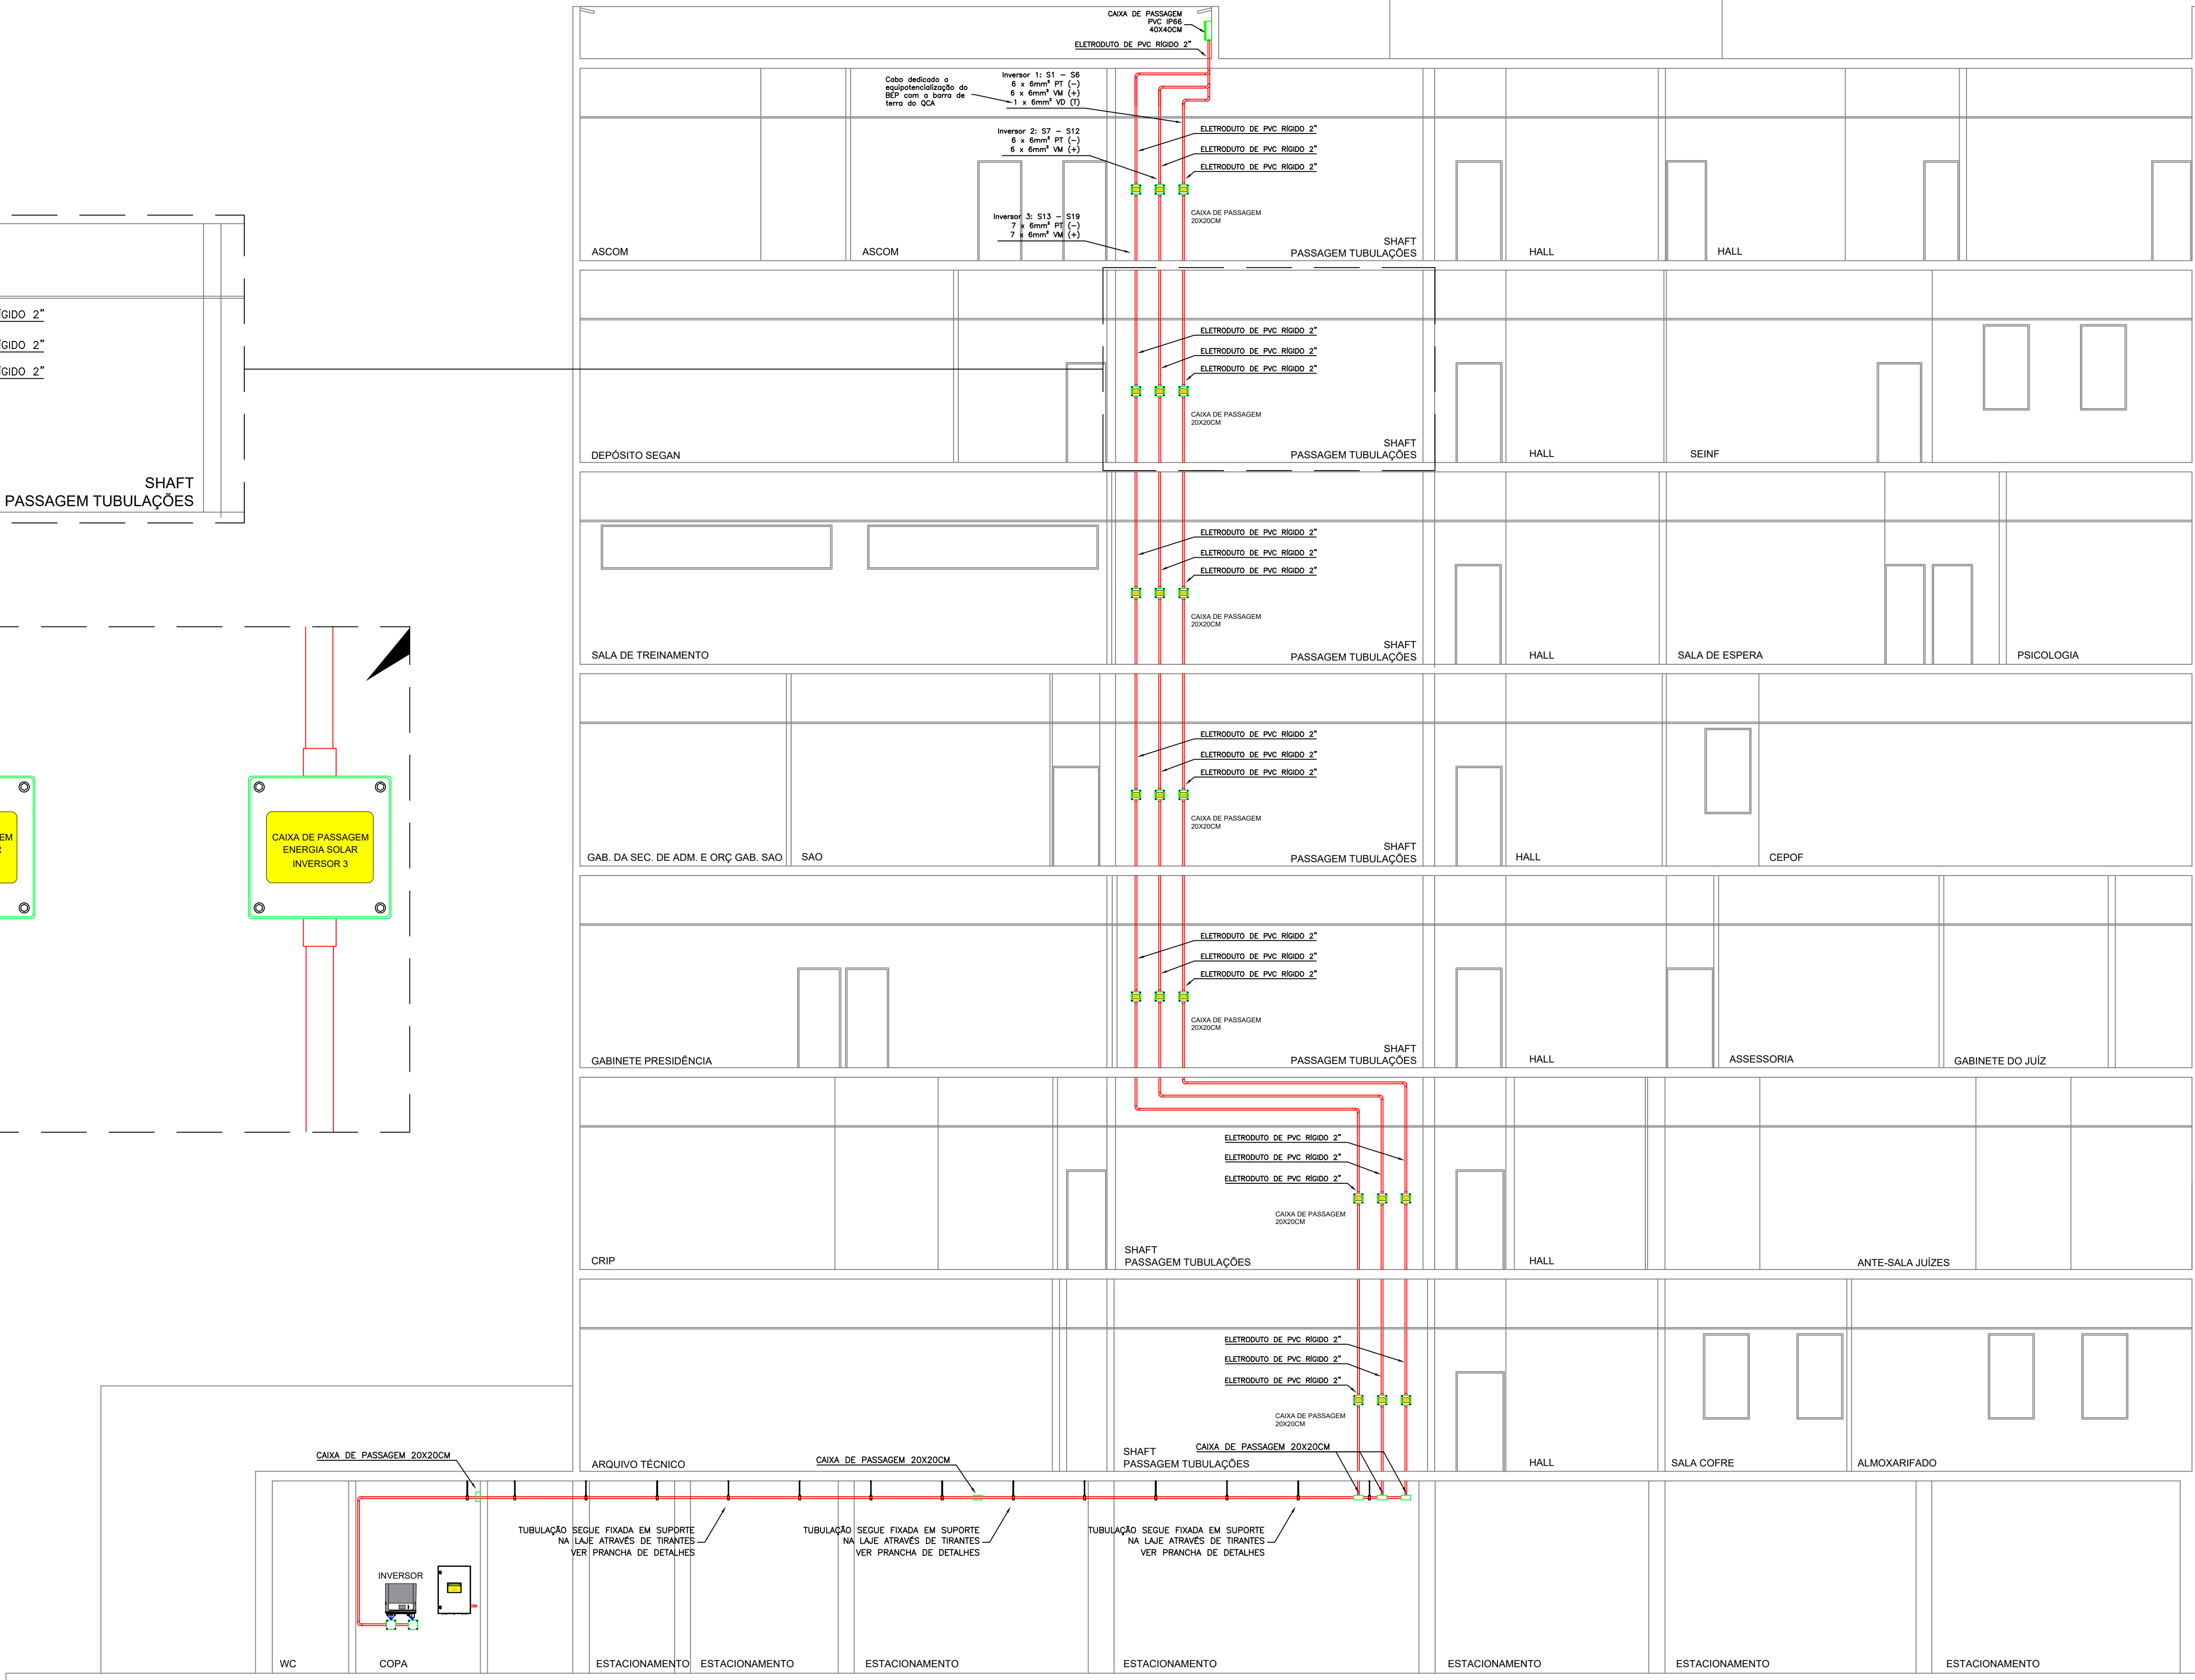 CAIXA DE PASSAGEM
PVC IP66
40X40CM
ELETRODUTO DE PVC RÍGIDO 2"
Cabo dedicado a
equipotencialização do
BEP com a barra de
terra do QCA
Inversor 1: S1 – S6
6 x 6mm² PT (–)
6 x 6mm² VM (+)
1 x 6mm² VD (T)
Inversor 2: S7 – S12
6 x 6mm² PT (–)
6 x 6mm² VM (+)
ELETRODUTO DE PVC RÍGIDO 2"
ELETRODUTO DE PVC RÍGIDO 2"
ELETRODUTO DE PVC RÍGIDO 2"
Inversor 3: S13 – S19
7 x 6mm² PT (–)
7 x 6mm² VM (+)
CAIXA DE PASSAGEM
20X20CM
ASCOM
ASCOM
SHAFT
PASSAGEM TUBULAÇÕES
HALL
HALL
ÍGIDO 2"
ÍGIDO 2"
ÍGIDO 2"
SHAFT
PASSAGEM TUBULAÇÕES
ELETRODUTO DE PVC RÍGIDO 2"
ELETRODUTO DE PVC RÍGIDO 2"
ELETRODUTO DE PVC RÍGIDO 2"
CAIXA DE PASSAGEM
20X20CM
DEPÓSITO SEGAN
SHAFT
PASSAGEM TUBULAÇÕES
HALL
SEINF
ELETRODUTO DE PVC RÍGIDO 2"
ELETRODUTO DE PVC RÍGIDO 2"
ELETRODUTO DE PVC RÍGIDO 2"
CAIXA DE PASSAGEM
20X20CM
SALA DE TREINAMENTO
SHAFT
PASSAGEM TUBULAÇÕES
HALL
SALA DE ESPERA
PSICOLOGIA
EM
R
CAIXA DE PASSAGEM
ENERGIA SOLAR
INVERSOR 3
ELETRODUTO DE PVC RÍGIDO 2"
ELETRODUTO DE PVC RÍGIDO 2"
ELETRODUTO DE PVC RÍGIDO 2"
CAIXA DE PASSAGEM
20X20CM
GAB. DA SEC. DE ADM. E ORÇ GAB. SAO
SAO
SHAFT
PASSAGEM TUBULAÇÕES
HALL
CEPOF
ELETRODUTO DE PVC RÍGIDO 2"
ELETRODUTO DE PVC RÍGIDO 2"
ELETRODUTO DE PVC RÍGIDO 2"
CAIXA DE PASSAGEM
20X20CM
GABINETE PRESIDÊNCIA
SHAFT
PASSAGEM TUBULAÇÕES
HALL
ASSESSORIA
GABINETE DO JUÍZ
ELETRODUTO DE PVC RÍGIDO 2"
ELETRODUTO DE PVC RÍGIDO 2"
ELETRODUTO DE PVC RÍGIDO 2"
CAIXA DE PASSAGEM
20X20CM
CRIP
SHAFT
PASSAGEM TUBULAÇÕES
HALL
ANTE-SALA JUÍZES
ELETRODUTO DE PVC RÍGIDO 2"
ELETRODUTO DE PVC RÍGIDO 2"
ELETRODUTO DE PVC RÍGIDO 2"
CAIXA DE PASSAGEM
20X20CM
ARQUIVO TÉCNICO
SHAFT
PASSAGEM TUBULAÇÕES
CAIXA DE PASSAGEM 20X20CM
HALL
SALA COFRE
ALMOXARIFADO
CAIXA DE PASSAGEM 20X20CM
CAIXA DE PASSAGEM 20X20CM
TUBULAÇÃO SEGUE FIXADA EM SUPORTE
NA LAJE ATRAVÉS DE TIRANTES
VER PRANCHA DE DETALHES
TUBULAÇÃO SEGUE FIXADA EM SUPORTE
NA LAJE ATRAVÉS DE TIRANTES
VER PRANCHA DE DETALHES
TUBULAÇÃO SEGUE FIXADA EM SUPORTE
NA LAJE ATRAVÉS DE TIRANTES
VER PRANCHA DE DETALHES
INVERSOR
WC
COPA
ESTACIONAMENTO
ESTACIONAMENTO
ESTACIONAMENTO
ESTACIONAMENTO
ESTACIONAMENTO
ESTACIONAMENTO
ESTACIONAMENTO